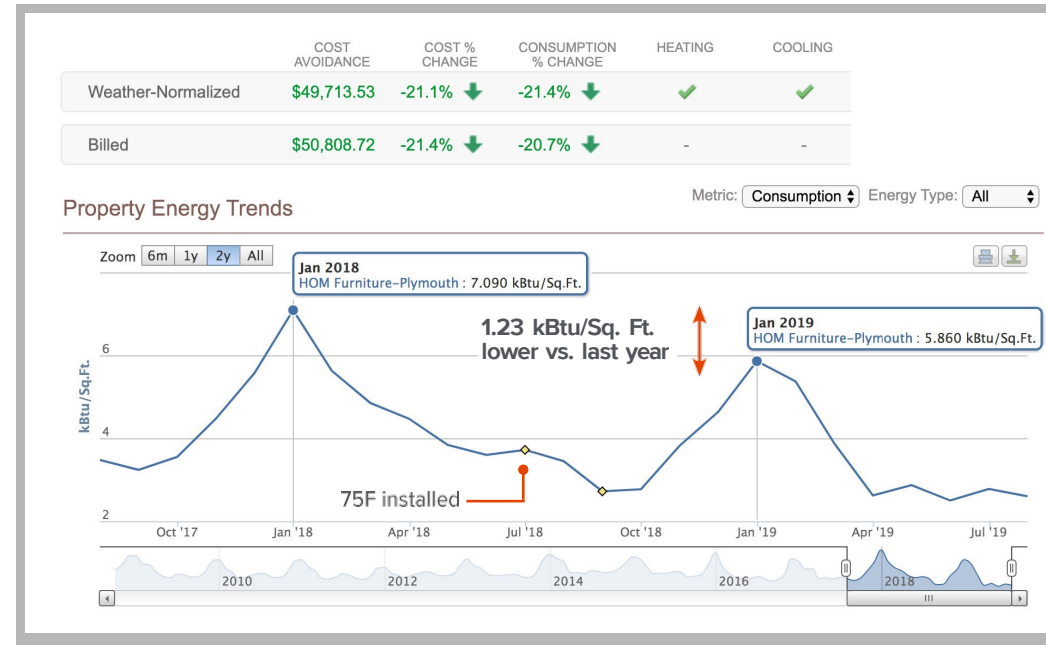 COST AVOIDANCE COST % CHANGE CONSUMPTION % CHANGE HEATING COOLING
Weather-Normalized $49,713.53 -21.1% -21.4%
Billed $50,808.72 -21.4% -20.7% - -
Property Energy Trends Metric: Consumption Energy Type: All
Zoom 6m 1y 2y All
Jan 2018
HOM Furniture-Plymouth : 7.090 kBtu/Sq.Ft.
1.23 kBtu/Sq. Ft.
lower vs. last year
Jan 2019
HOM Furniture-Plymouth : 5.860 kBtu/Sq.Ft.
kBtu/Sq.Ft.
6
4
2
75F installed
Oct '17 Jan '18 Apr '18 Jul '18 Oct '18 Jan '19 Apr '19 Jul '19
2010 2012 2014 2016 2018